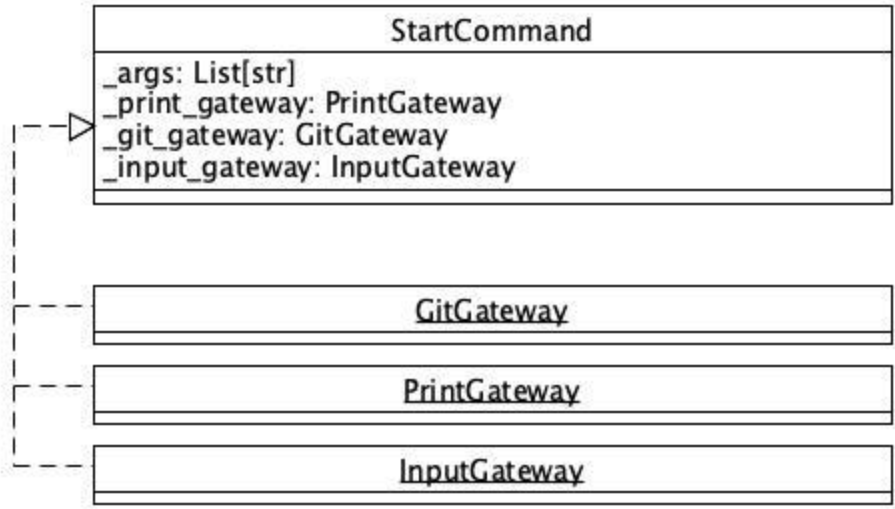 StartCommand
_args: List[str]
_print_gateway: PrintGateway
_git_gateway: GitGateway
_input_gateway: InputGateway
GitGateway
PrintGateway
InputGateway